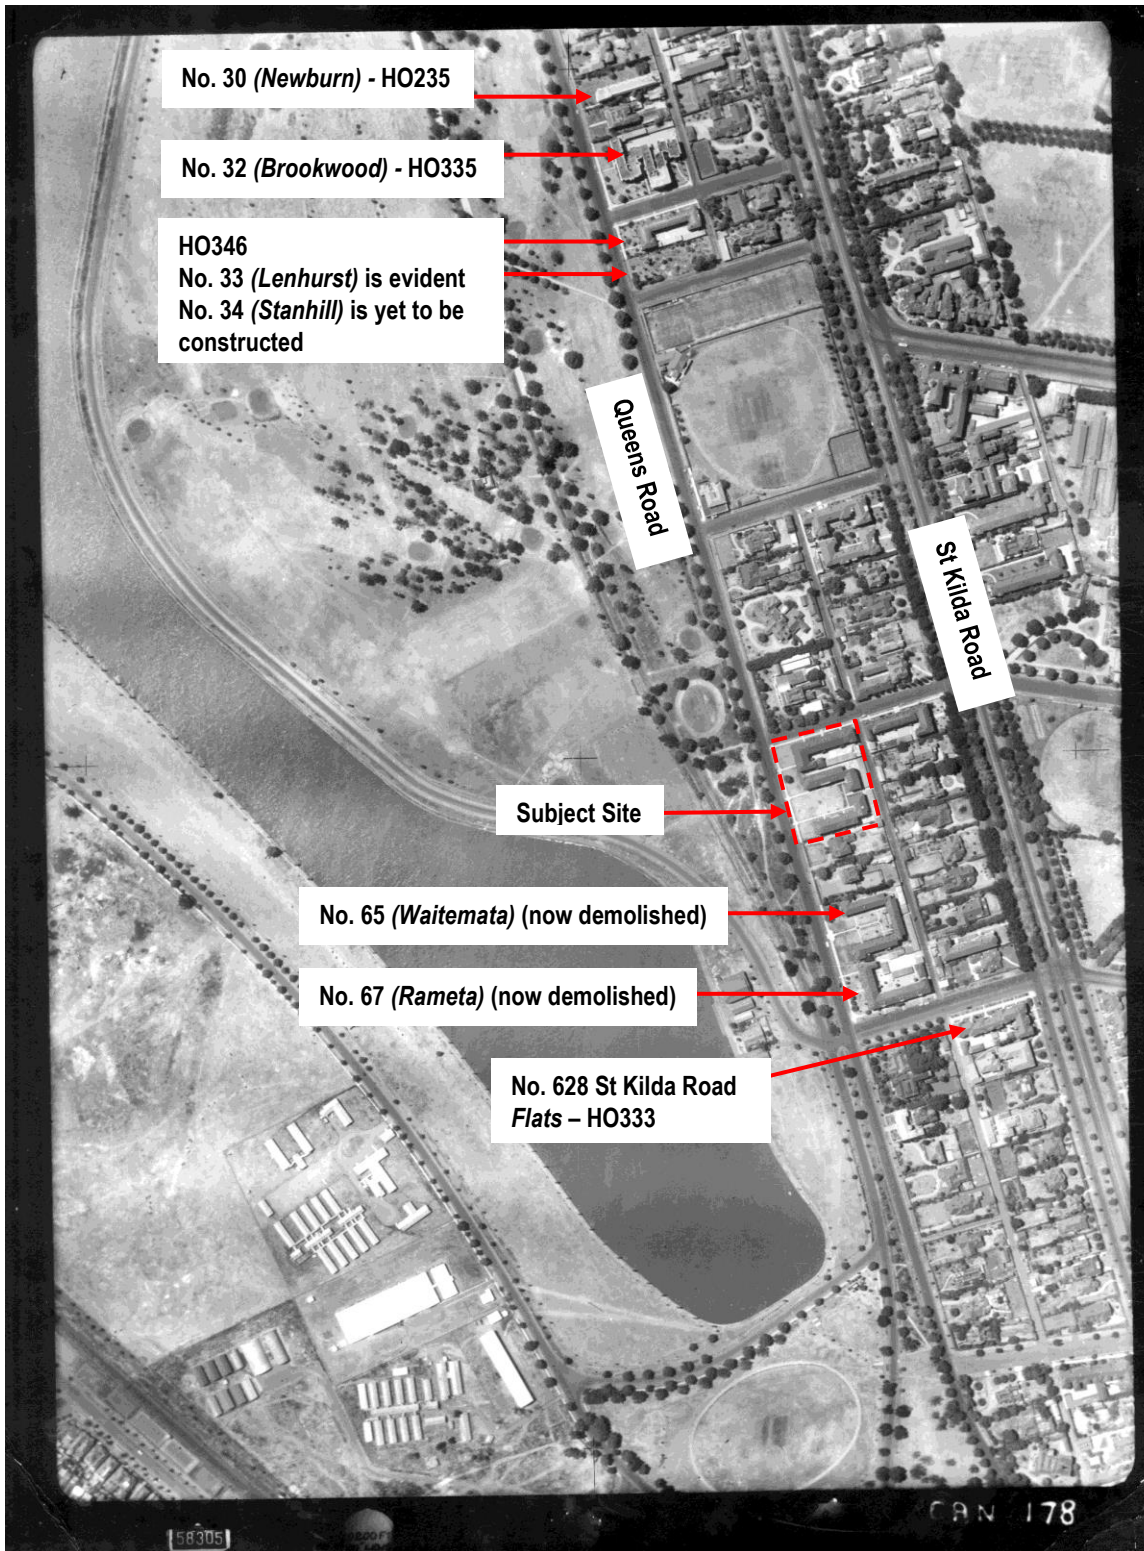 No. 30 (Newburn) - HO235
No. 32 (Brookwood) - HO335
HO346
No. 33 (Lenhurst) is evident
No. 34 (Stanhill) is yet to be
constructed
Queens Road
St Kilda Road
Subject Site
No. 65 (Waitemata) (now demolished)
No. 67 (Rameta) (now demolished)
No. 628 St Kilda Road
Flats – HO333
CAN 178
58305